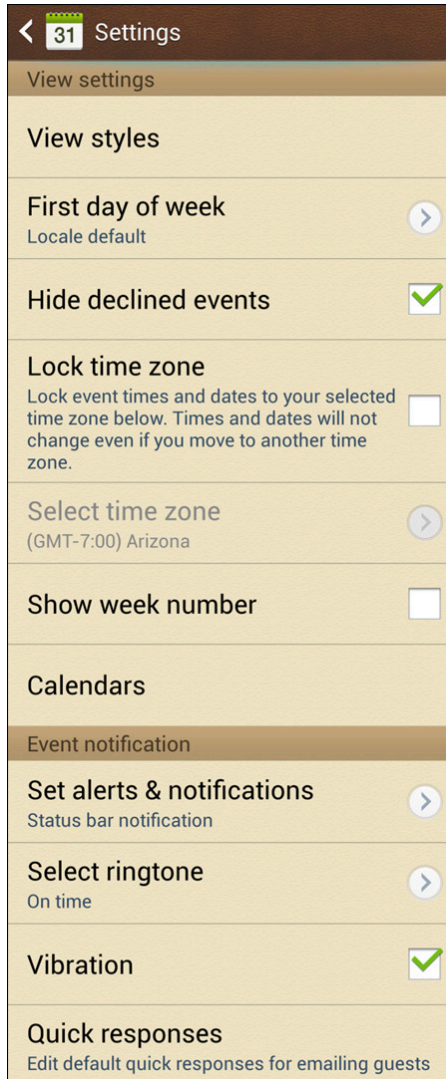 31 Settings
View settings
View styles
First day of week
Locale default
Hide declined events
Lock time zone
Lock event times and dates to your selected
time zone below. Times and dates will not
change even if you move to another time
zone.
Select time zone
(GMT-7:00) Arizona
Show week number
Calendars
Event notification
Set alerts & notifications
Status bar notification
Select ringtone
On time
Vibration
Quick responses
Edit default quick responses for emailing guests